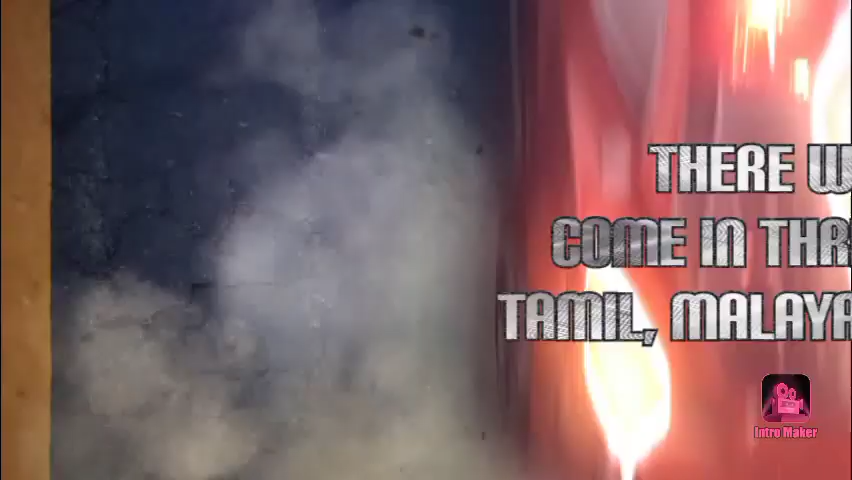 THERE
COME IN
TAMIL,
Intro Maker